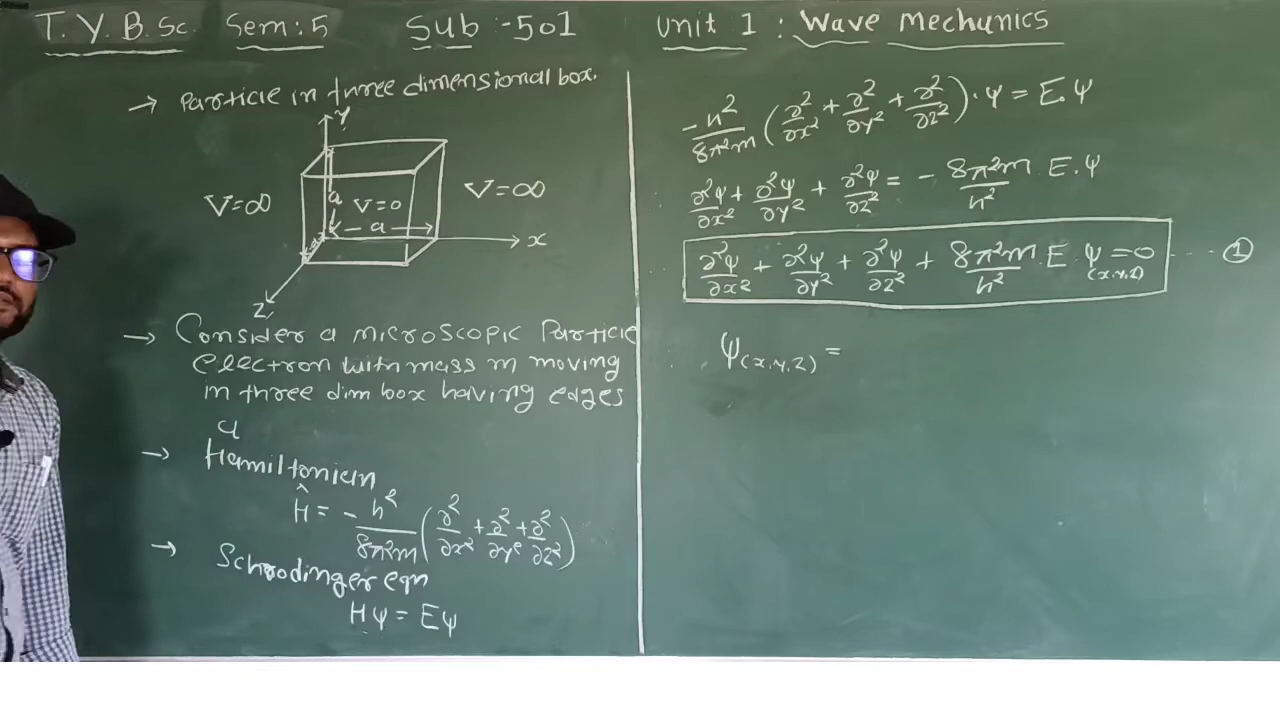 T.Y.B.Sc. Sem:5 Sub:-501 Unit 1 : Wave Mechanics
→ Particle in three dimensional box.
Y
V=∞ a V=0 V=∞
a
a
X
Z
→ Consider a microscopic Particle
electron with mass m moving
in three dim box having edges
a
→ Hamiltonian
Ĥ = - h²/8π²m (∂²/∂x² + ∂²/∂y² + ∂²/∂z²)
→ Schrodinger eqn
Hψ = Eψ
-h²/8π²m (∂²/∂x² + ∂²/∂y² + ∂²/∂z²)·ψ = E.ψ
∂²ψ/∂x² + ∂²ψ/∂y² + ∂²ψ/∂z² = - 8π²m/h² E.ψ
∂²ψ/∂x² + ∂²ψ/∂y² + ∂²ψ/∂z² + 8π²m/h² E ψ(x,y,z) = 0 ---- ①
ψ(x,y,z) =